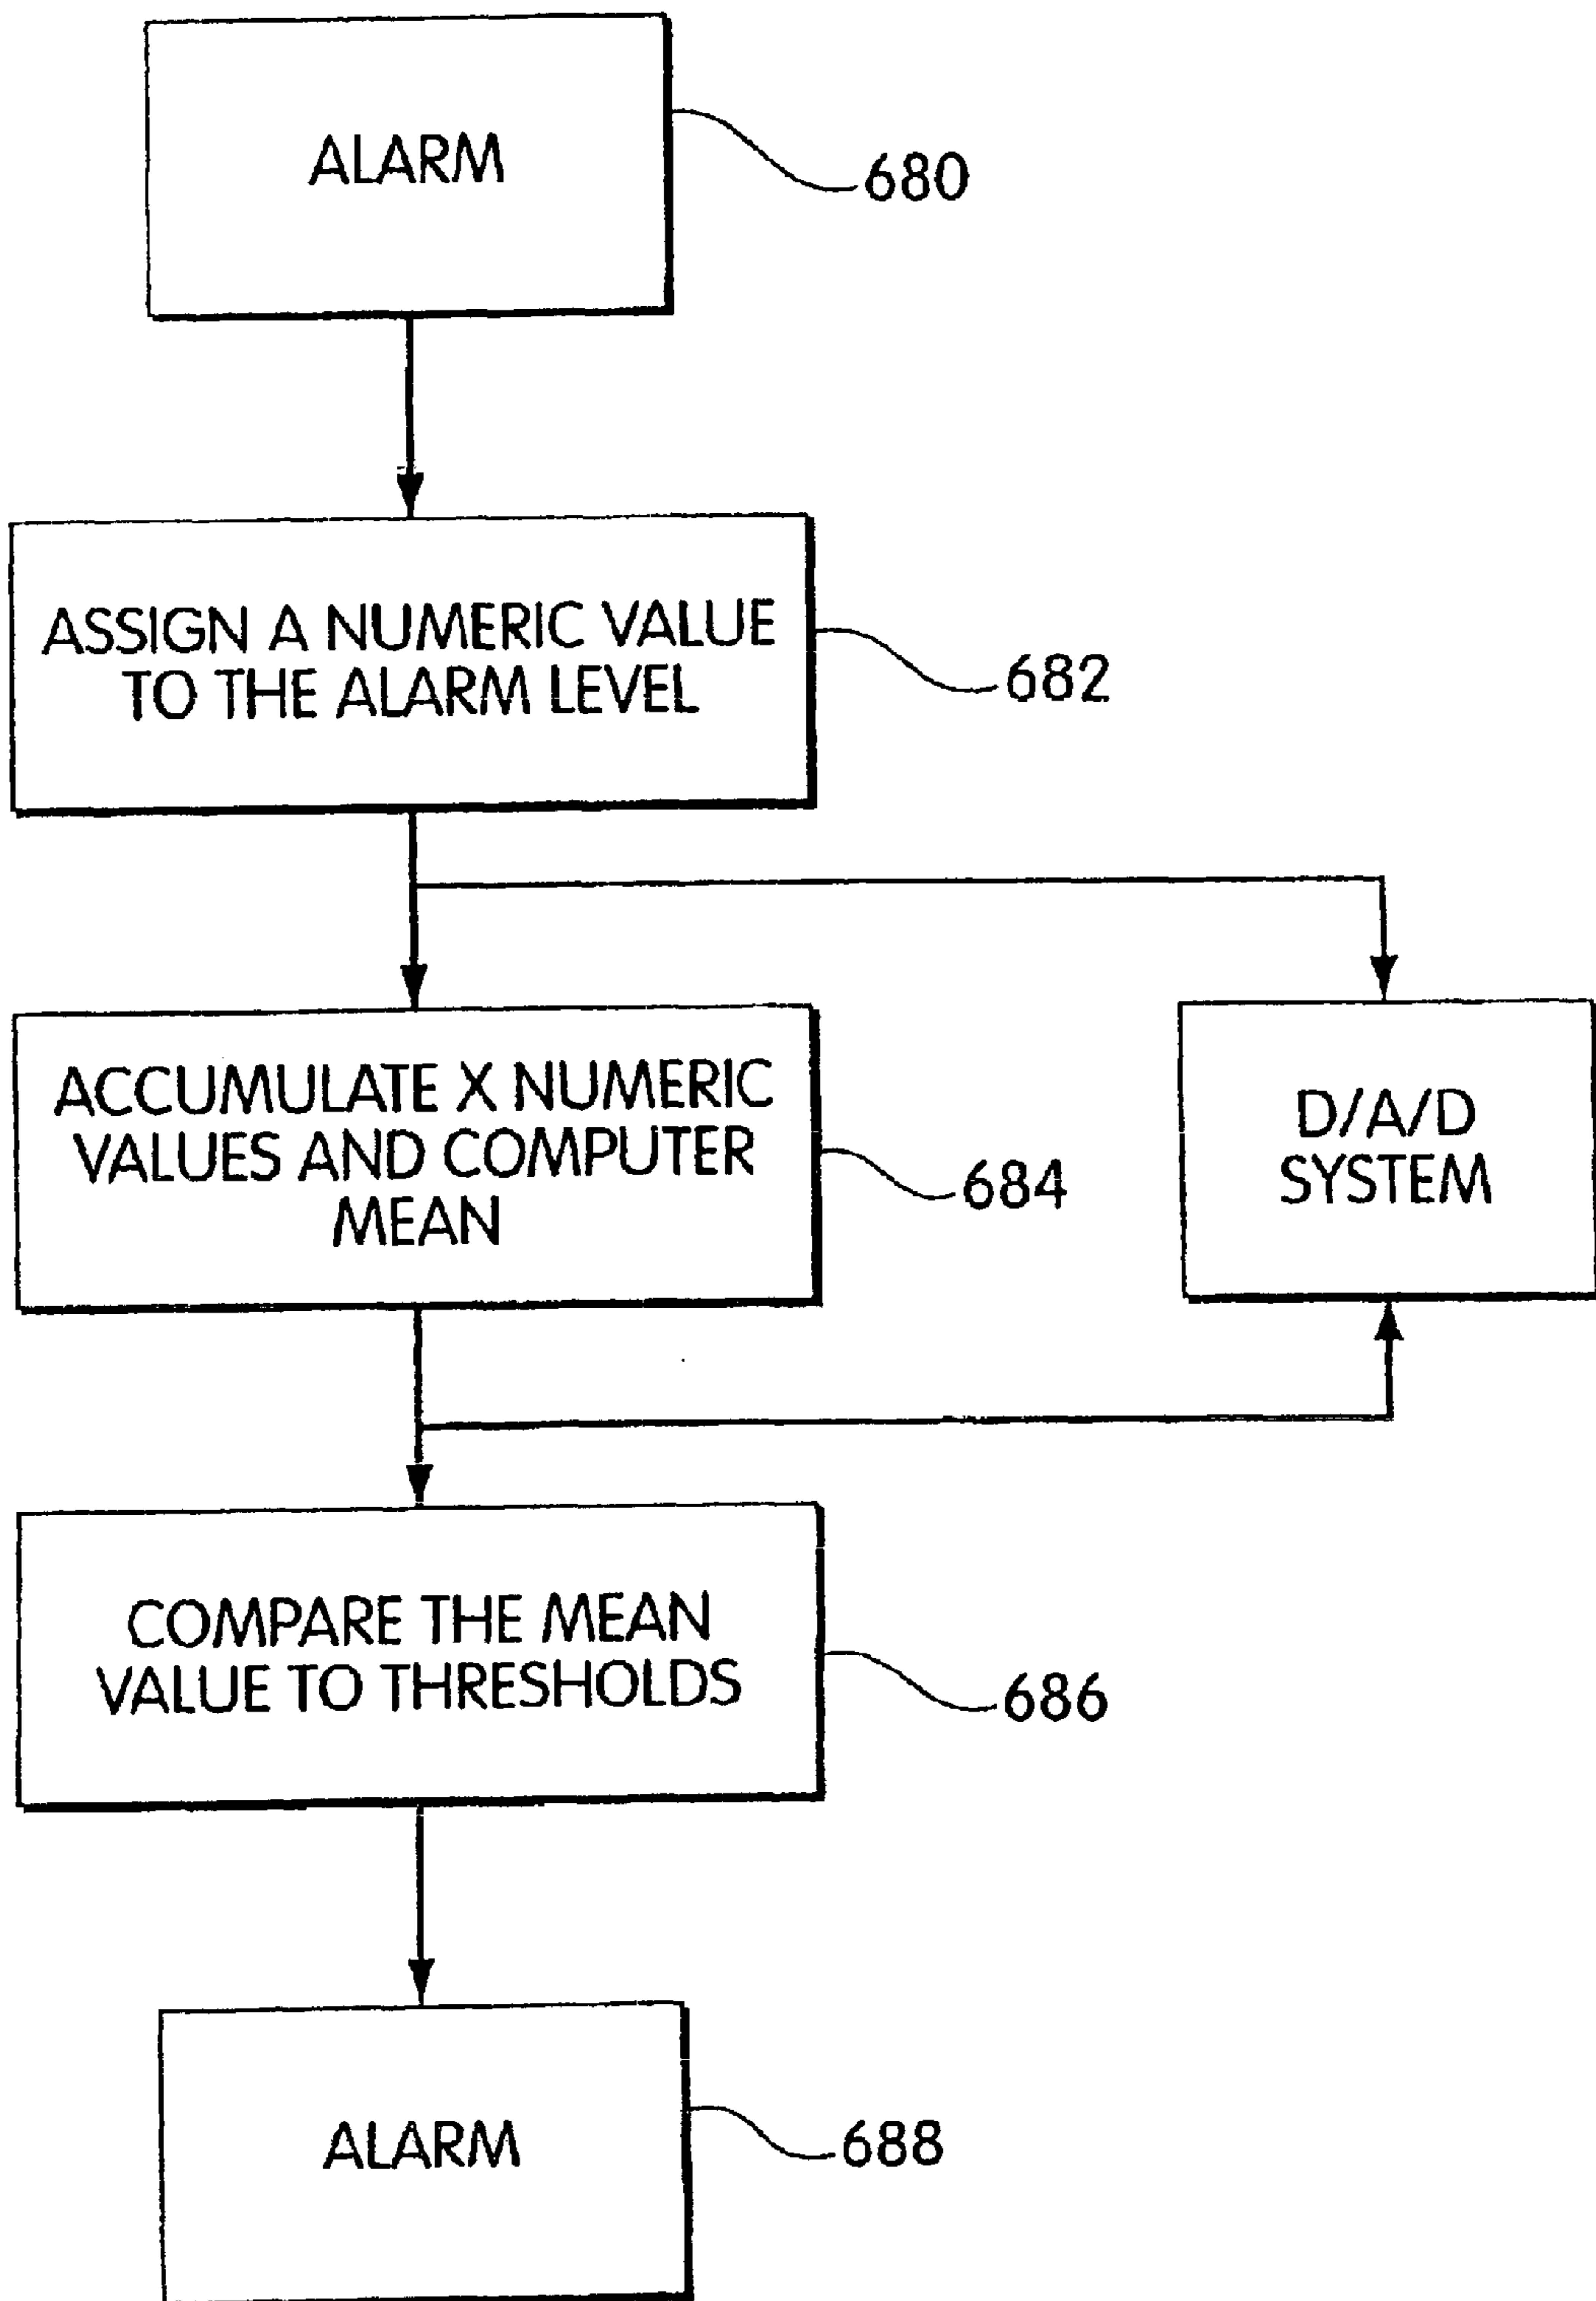 ALARM
680
ASSIGN A NUMERIC VALUE
TO THE ALARM LEVEL
682
ACCUMULATE X NUMERIC
VALUES AND COMPUTER
MEAN
684
D/A/D
SYSTEM
COMPARE THE MEAN
VALUE TO THRESHOLDS
686
ALARM
688